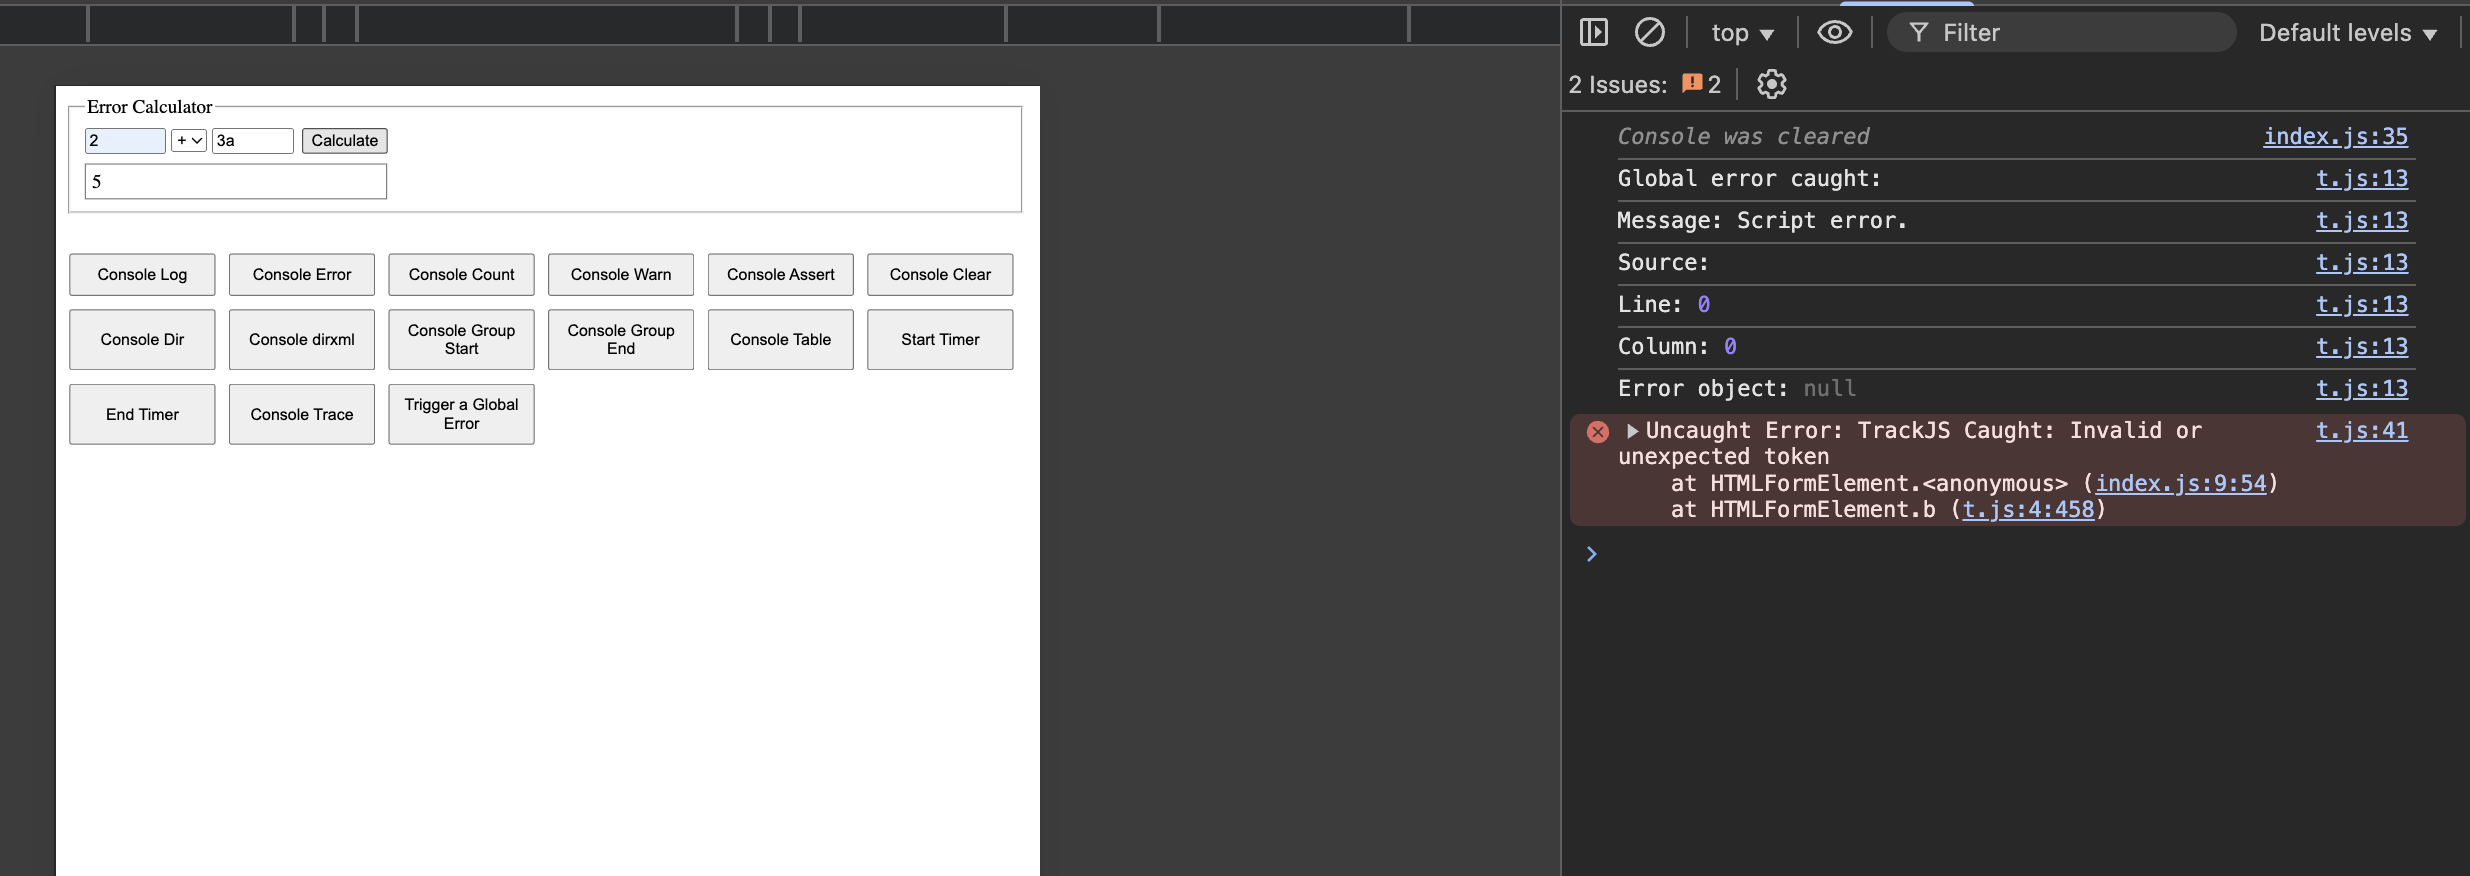 Error Calculator
2 + 3a Calculate
5
Console Log Console Error Console Count Console Warn Console Assert Console Clear
Console Dir Console dirxml Console Group Start Console Group End Console Table Start Timer
End Timer Console Trace Trigger a Global Error
top Filter Default levels
2 Issues: 2
Console was cleared index.js:35
Global error caught: t.js:13
Message: Script error. t.js:13
Source: t.js:13
Line: 0 t.js:13
Column: 0 t.js:13
Error object: null t.js:13
Uncaught Error: TrackJS Caught: Invalid or t.js:41
unexpected token
at HTMLFormElement.<anonymous> (index.js:9:54)
at HTMLFormElement.b (t.js:4:458)